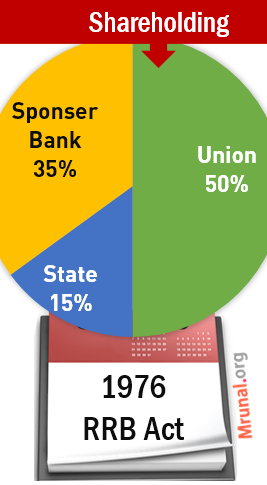 Shareholding
Sponser
Bank
35%
Union
50%
State
15%
1976
RRB Act
Mrunal.org